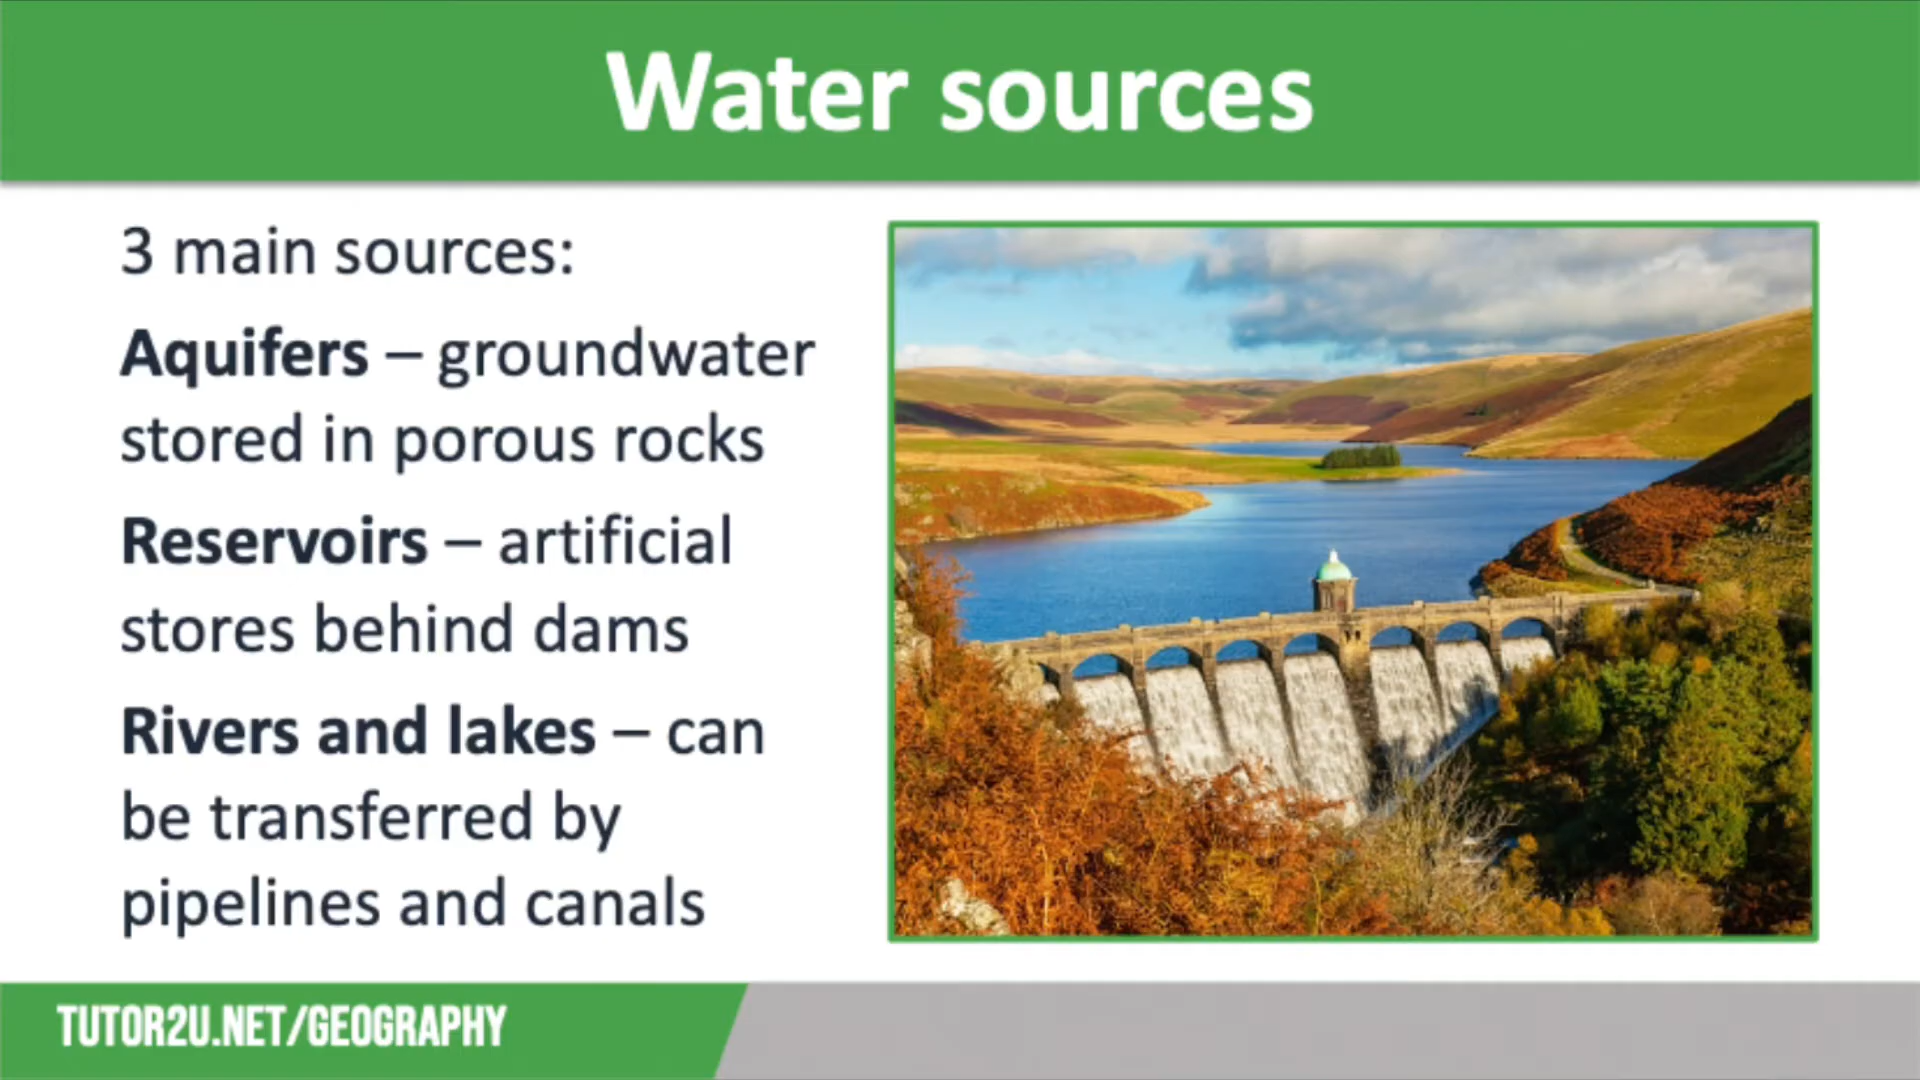 Water sources
3 main sources:
Aquifers – groundwater
stored in porous rocks
Reservoirs – artificial
stores behind dams
Rivers and lakes – can
be transferred by
pipelines and canals
TUTOR2U.NET/GEOGRAPHY